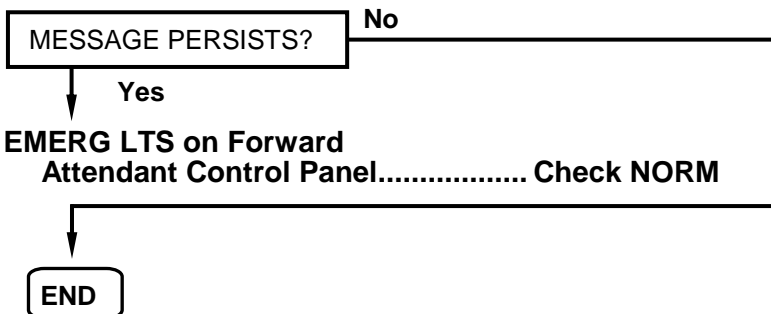 No
MESSAGE PERSISTS?
Yes
EMERG LTS on Forward
Attendant Control Panel.................. Check NORM
END